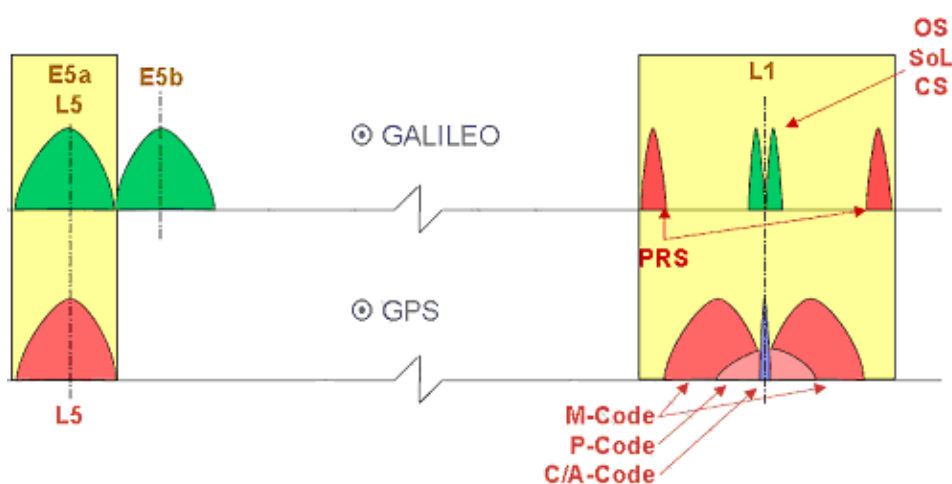 OS
SoL
CS
E5a
L5
E5b
L1
GALILEO
PRS
GPS
L5
M-Code
P-Code
C/A-Code